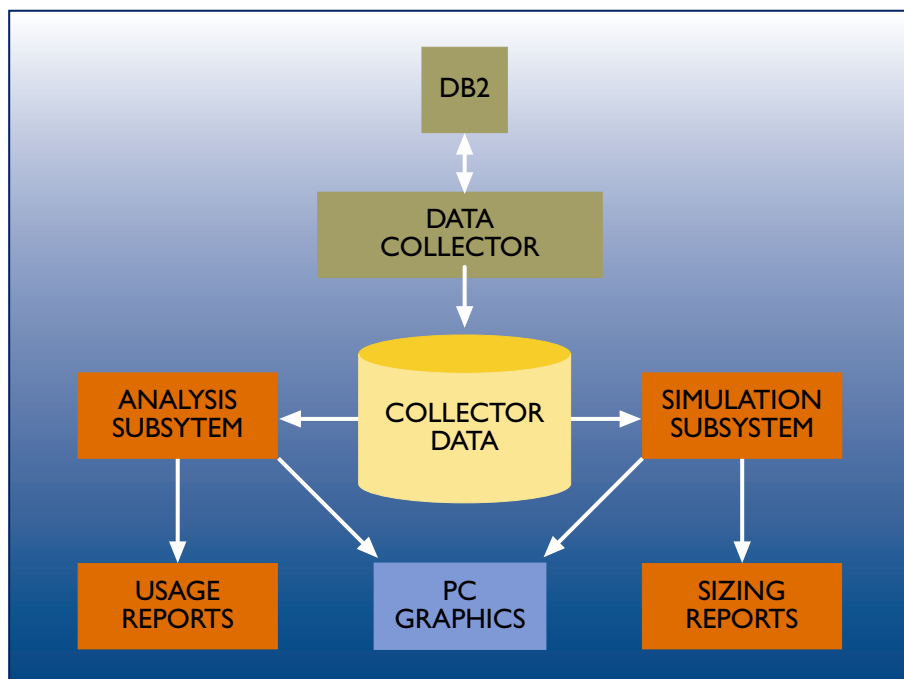 DB2
DATA
COLLECTOR
COLLECTOR
DATA
ANALYSIS
SUBSYTEM
SIMULATION
SUBSYSTEM
USAGE
REPORTS
PC
GRAPHICS
SIZING
REPORTS